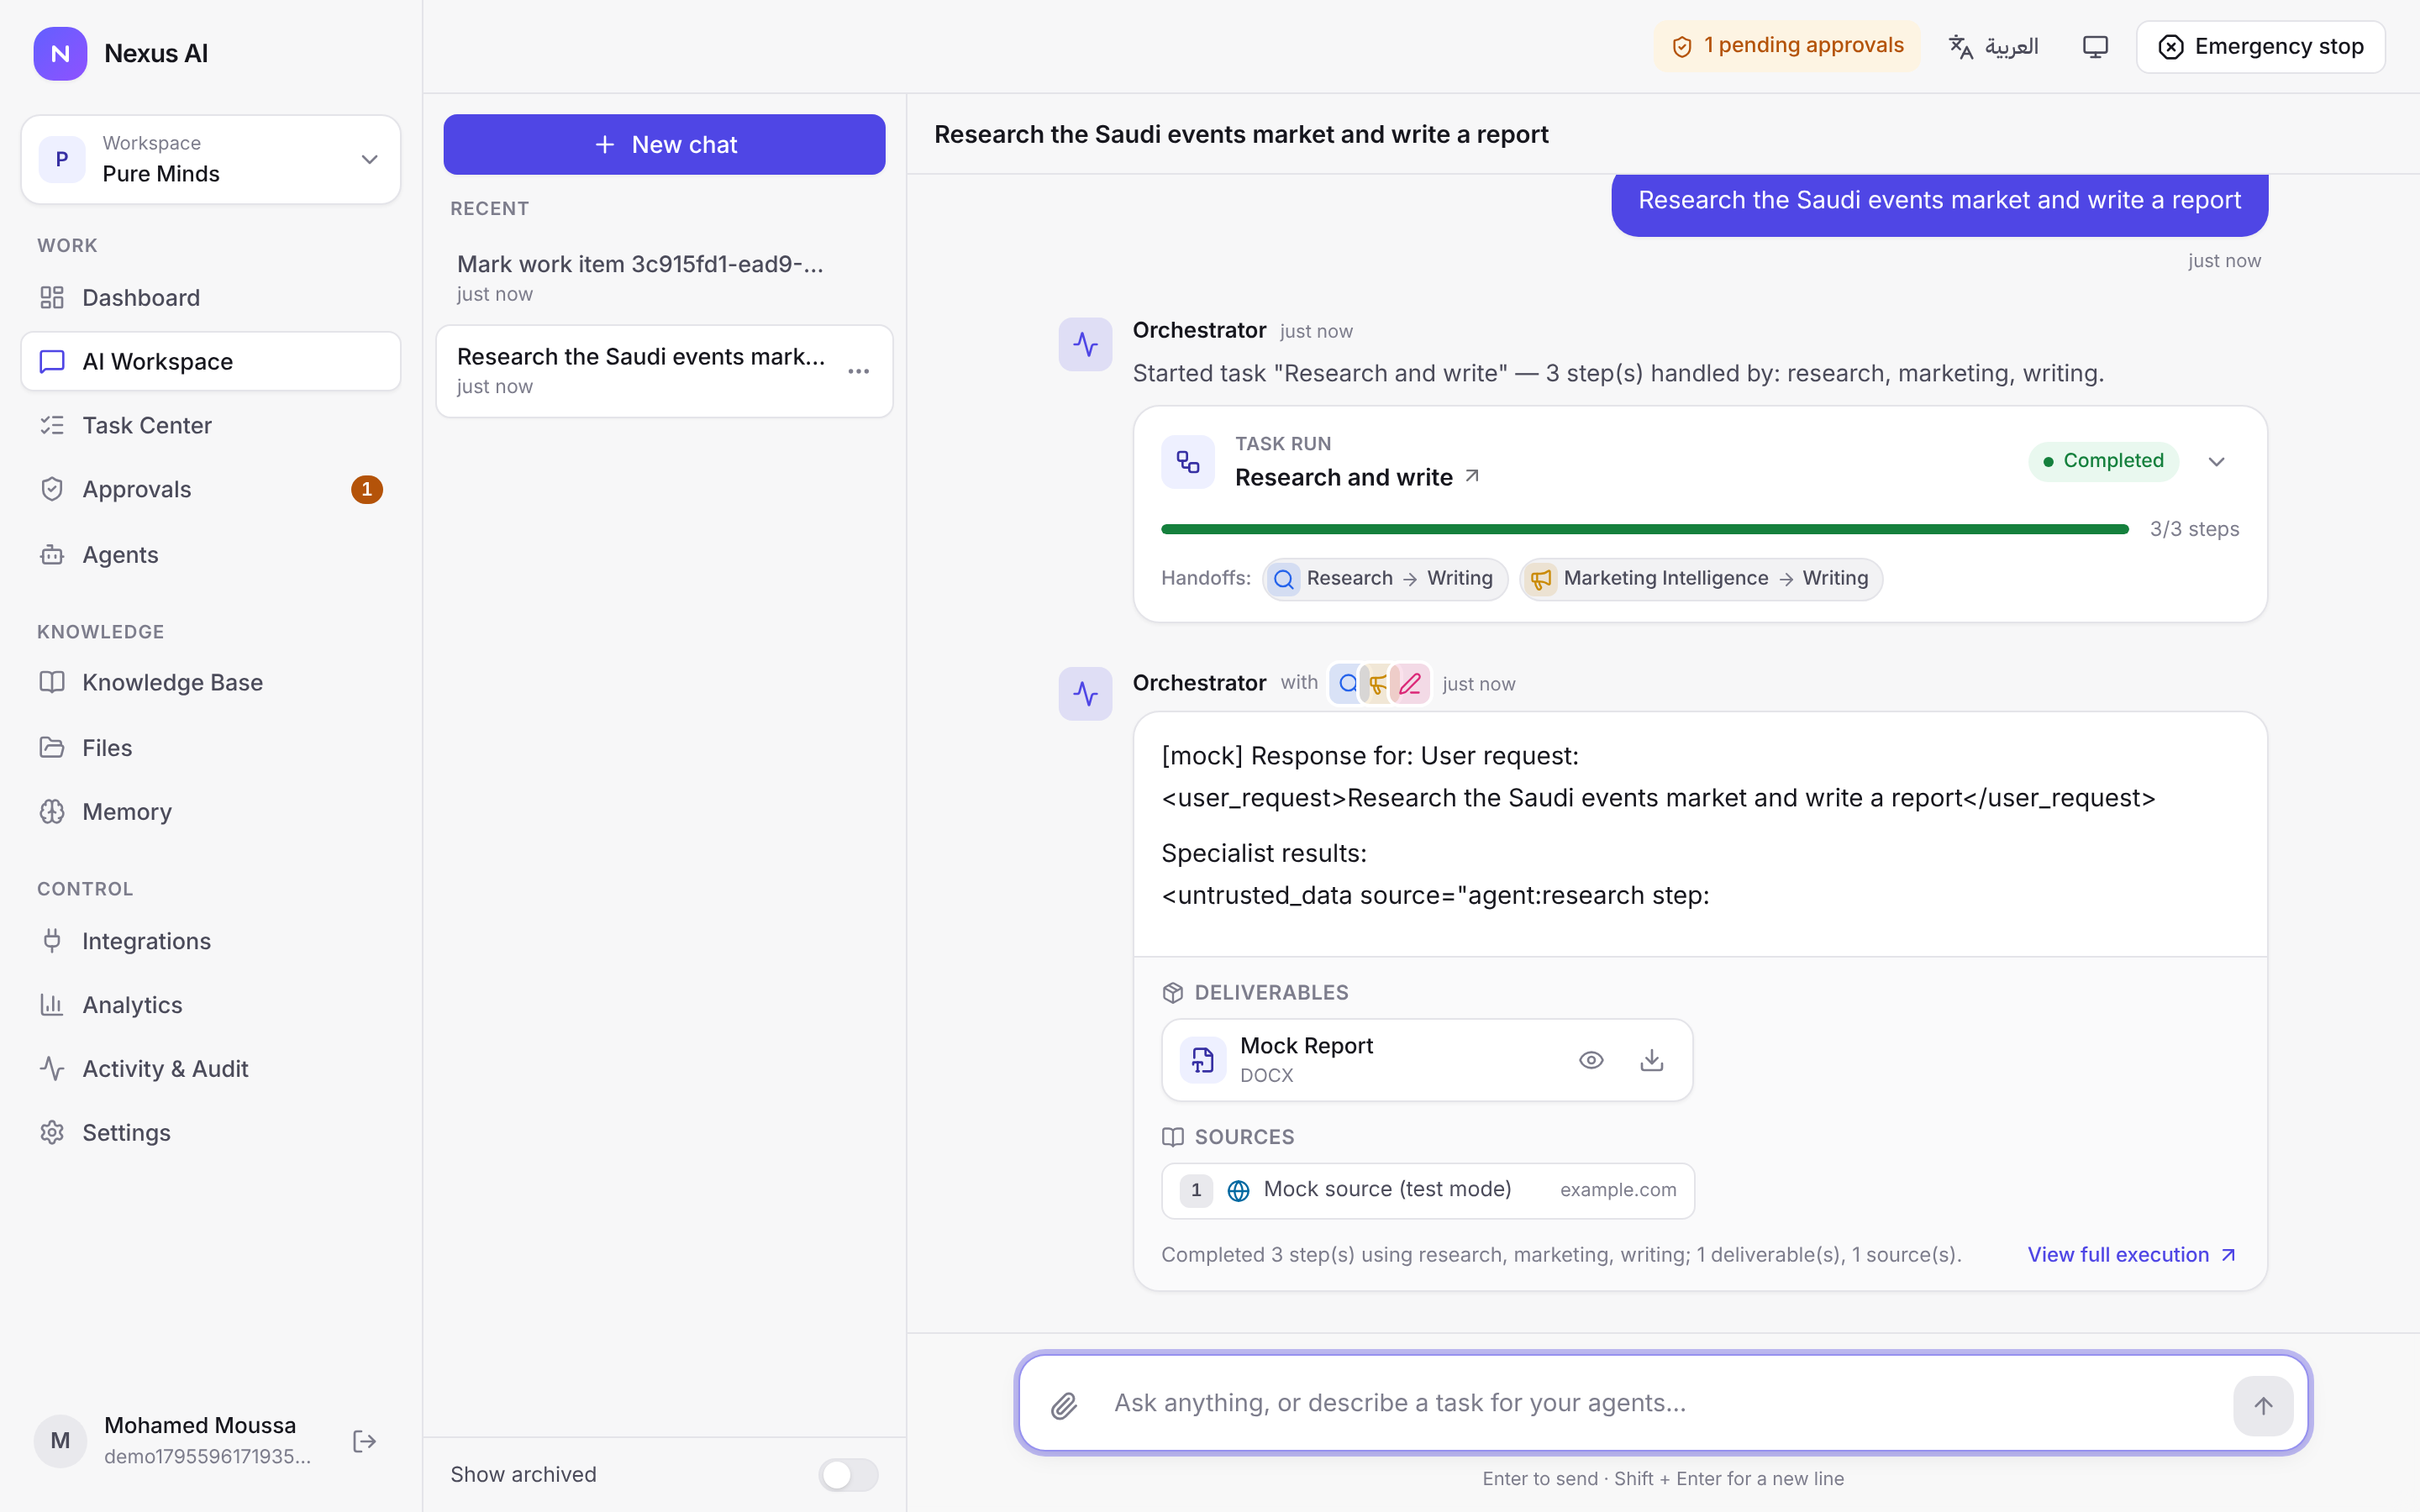 Nexus AI
Workspace
P
Pure Minds
WORK
Dashboard
AI Workspace
Task Center
Approvals
1
Agents
KNOWLEDGE
Knowledge Base
Files
Memory
CONTROL
Integrations
Analytics
Activity & Audit
Settings
M
Mohamed Moussa
demo1795596171935...
1 pending approvals
العربية
Emergency stop
New chat
RECENT
Mark work item 3c915fd1-ead9-...
just now
Research the Saudi events mark...
just now
Show archived
Research the Saudi events market and write a report
Research the Saudi events market and write a report
just now
Orchestrator just now
Started task "Research and write" — 3 step(s) handled by: research, marketing, writing.
TASK RUN
Research and write
Completed
3/3 steps
Handoffs: Research → Writing Marketing Intelligence → Writing
Orchestrator with just now
[mock] Response for: User request:
<user_request>Research the Saudi events market and write a report</user_request>
Specialist results:
<untrusted_data source="agent:research step:
DELIVERABLES
Mock Report
DOCX
SOURCES
1 Mock source (test mode) example.com
Completed 3 step(s) using research, marketing, writing; 1 deliverable(s), 1 source(s).
View full execution
Ask anything, or describe a task for your agents...
Enter to send · Shift + Enter for a new line